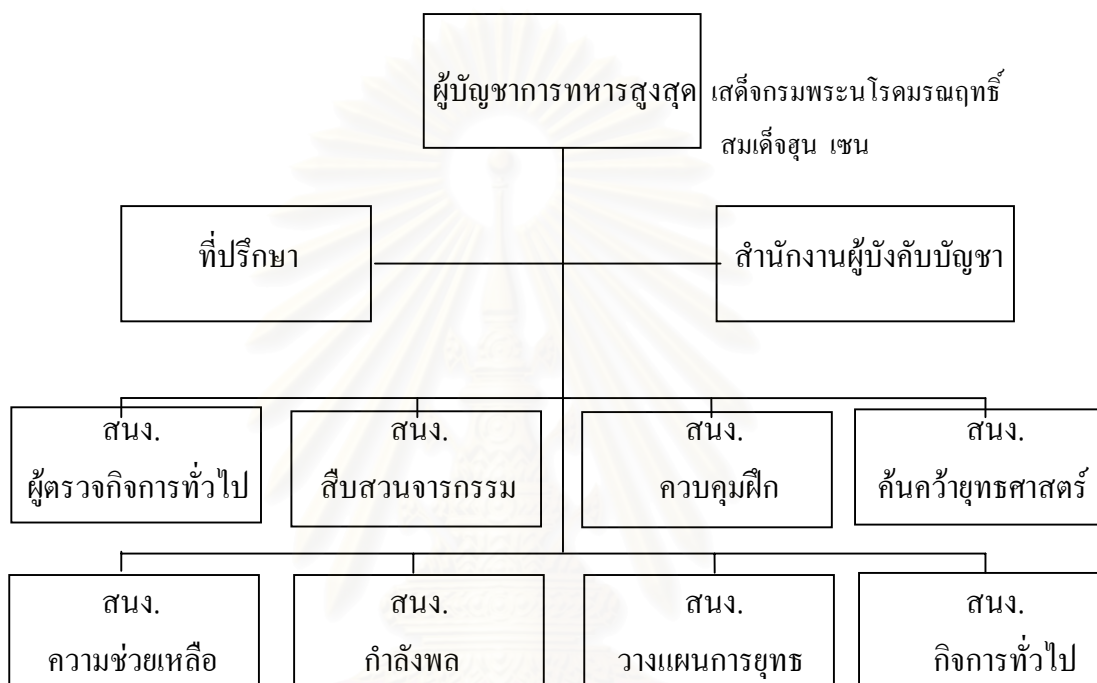 ผู้บัญชาการทหารสูงสุด เสด็จกรมพระนโรดมรณฤทธิ์
สมเด็จฮุน เซน
ที่ปรึกษา
สำนักงานผู้บังคับบัญชา
สนง.
ผู้ตรวจกิจการทั่วไป
สนง.
สืบสวนจารกรรม
สนง.
ควบคุมฝึก
สนง.
ค้นคว้ายุทธศาสตร์
สนง.
ความช่วยเหลือ
สนง.
กำลังพล
สนง.
วางแผนการยุทธ
สนง.
กิจการทั่วไป